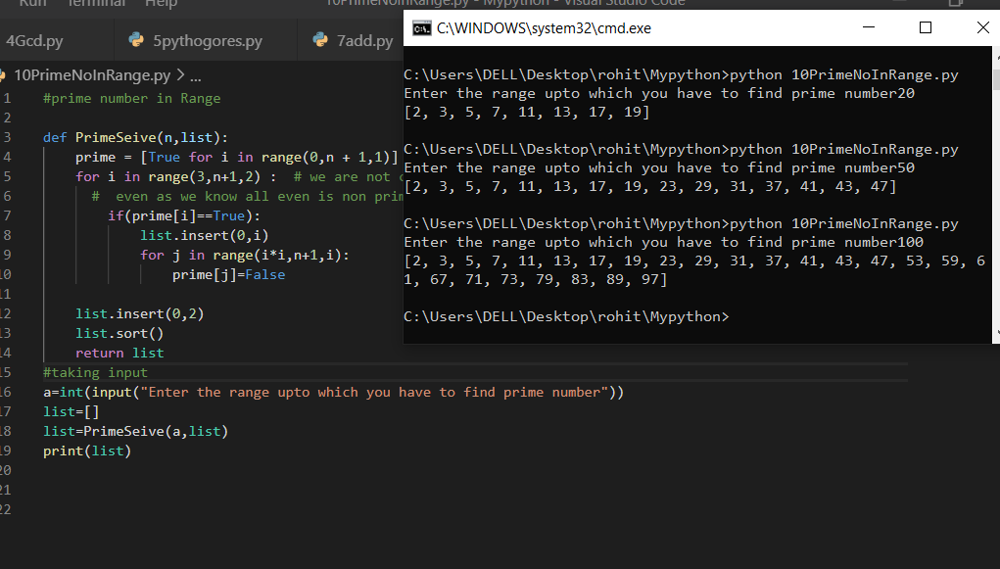 Run Terminal Help
10PrimeNoInRange.py - Mypython - Visual Studio Code
4Gcd.py
5pythogores.py
7add.py
10PrimeNoInRange.py > ...
1 #prime number in Range
2
3 def PrimeSeive(n,list):
4 prime = [True for i in range(0,n + 1,1)]
5 for i in range(3,n+1,2) : # we are not
6 # even as we know all even is non
7 if(prime[i]==True):
8 list.insert(0,i)
9 for j in range(i*i,n+1,i):
10 prime[j]=False
11
12 list.insert(0,2)
13 list.sort()
14 return list
15 #taking input
16 a=int(input("Enter the range upto which you have to find prime number"))
17 list=[]
18 list=PrimeSeive(a,list)
19 print(list)
20
21
22
C:\WINDOWS\system32\cmd.exe
C:\Users\DELL\Desktop\rohit\Mypython>python 10PrimeNoInRange.py
Enter the range upto which you have to find prime number20
[2, 3, 5, 7, 11, 13, 17, 19]
C:\Users\DELL\Desktop\rohit\Mypython>python 10PrimeNoInRange.py
Enter the range upto which you have to find prime number50
[2, 3, 5, 7, 11, 13, 17, 19, 23, 29, 31, 37, 41, 43, 47]
C:\Users\DELL\Desktop\rohit\Mypython>python 10PrimeNoInRange.py
Enter the range upto which you have to find prime number100
[2, 3, 5, 7, 11, 13, 17, 19, 23, 29, 31, 37, 41, 43, 47, 53, 59, 6
1, 67, 71, 73, 79, 83, 89, 97]
C:\Users\DELL\Desktop\rohit\Mypython>